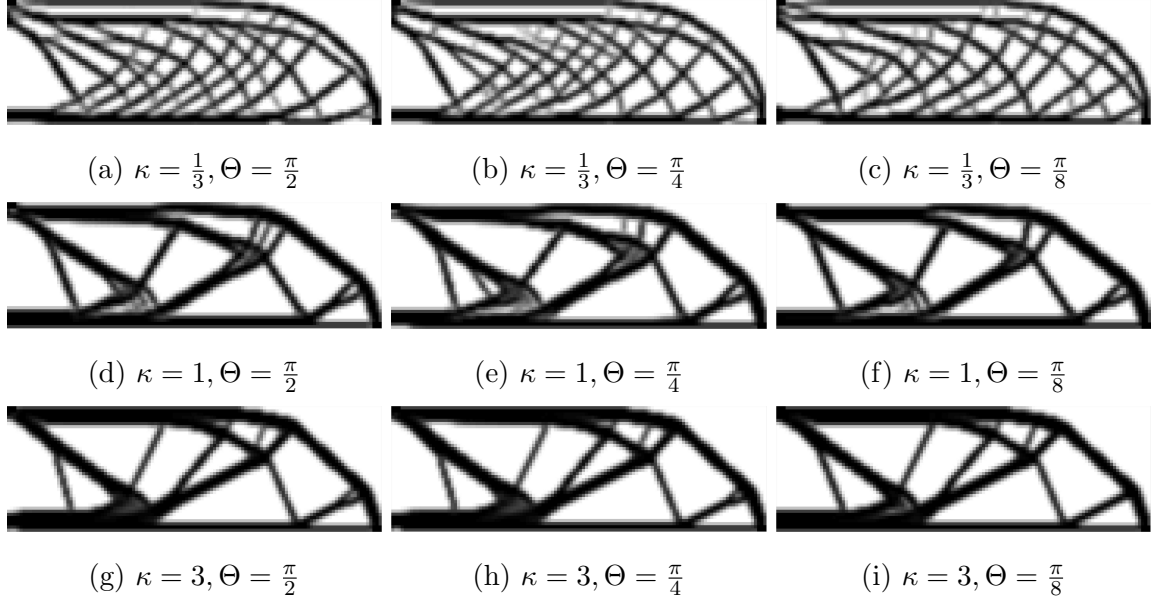 (a) κ = 1/3, Θ = π/2 (b) κ = 1/3, Θ = π/4 (c) κ = 1/3, Θ = π/8
(d) κ = 1, Θ = π/2 (e) κ = 1, Θ = π/4 (f) κ = 1, Θ = π/8
(g) κ = 3, Θ = π/2 (h) κ = 3, Θ = π/4 (i) κ = 3, Θ = π/8